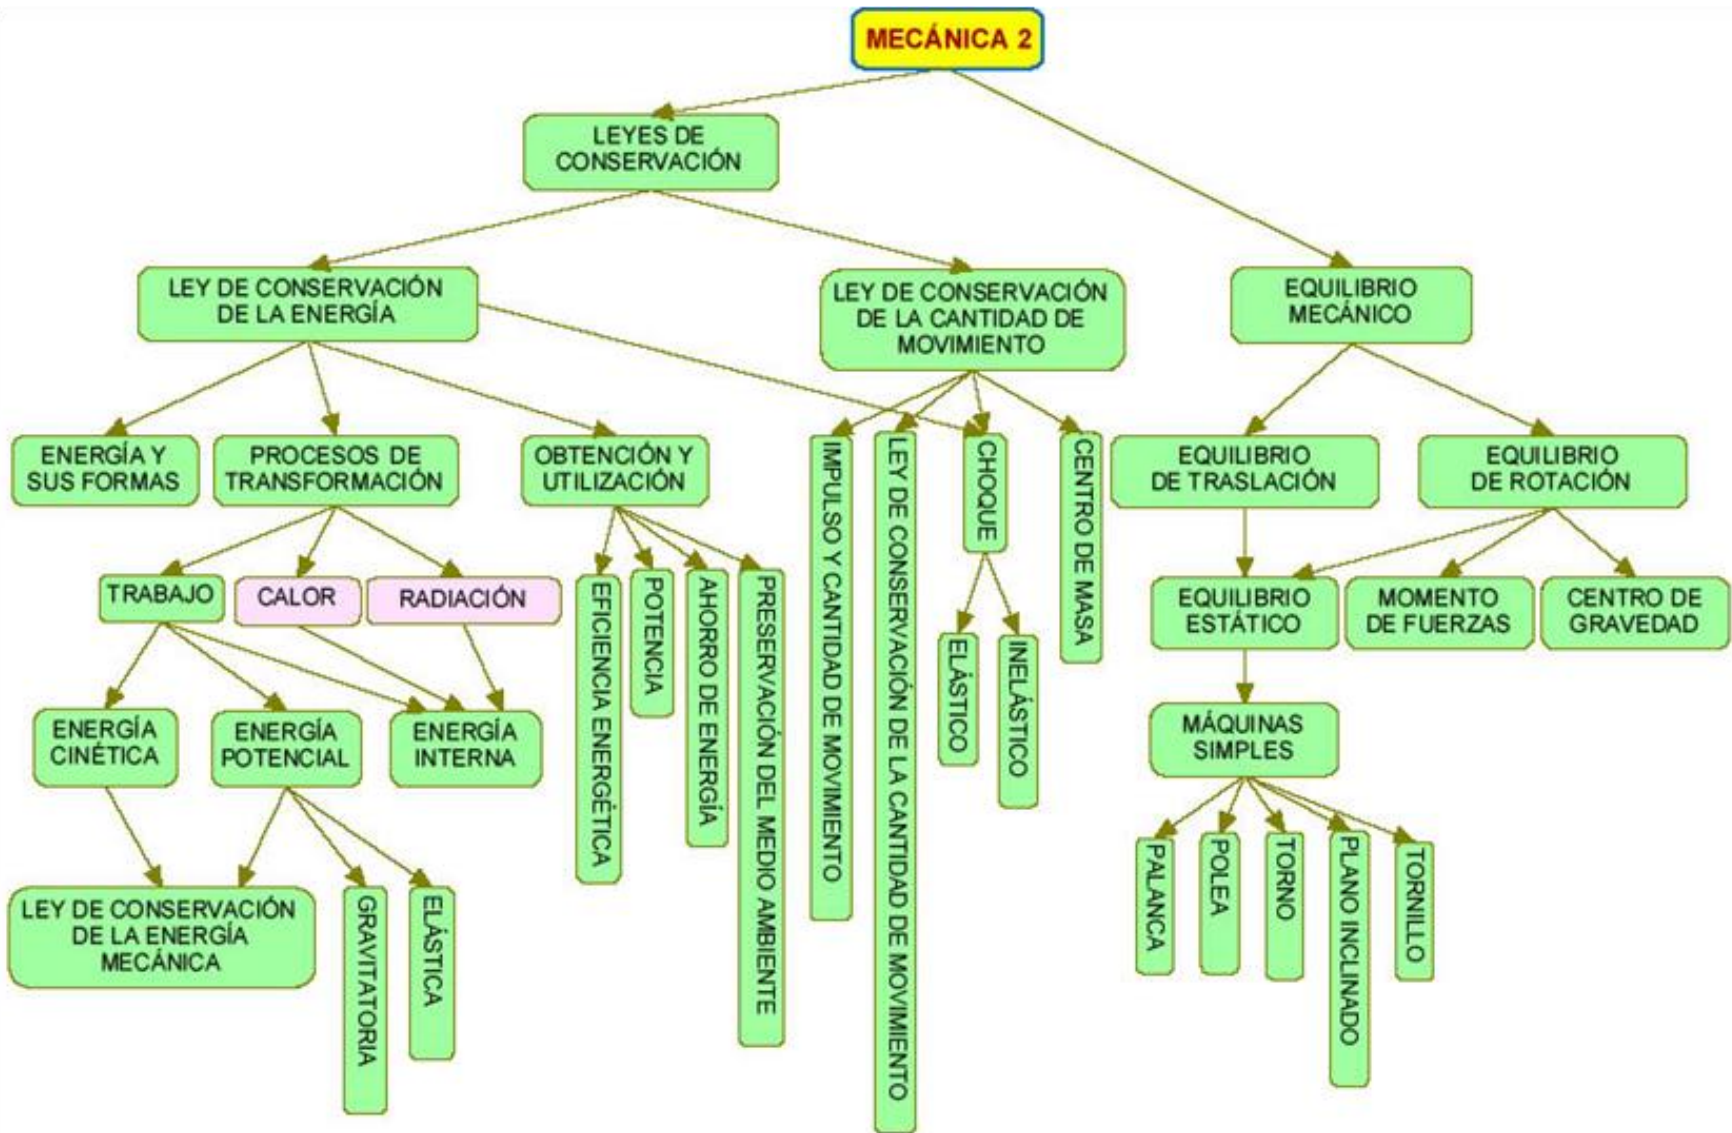 MECÁNICA 2
LEYES DE
CONSERVACIÓN
LEY DE CONSERVACIÓN
DE LA ENERGÍA
LEY DE CONSERVACIÓN
DE LA CANTIDAD DE
MOVIMIENTO
EQUILIBRIO
MECÁNICO
ENERGÍA Y
SUS FORMAS
PROCESOS DE
TRANSFORMACIÓN
OBTENCIÓN Y
UTILIZACIÓN
IMPULSO Y CANTIDAD DE MOVIMIENTO
LEY DE CONSERVACIÓN DE LA CANTIDAD DE MOVIMIENTO
CHOQUE
CENTRO DE MASA
EQUILIBRIO
DE TRASLACIÓN
EQUILIBRIO
DE ROTACIÓN
TRABAJO
CALOR
RADIACIÓN
EFICIENCIA ENERGÉTICA
POTENCIA
AHORRO DE ENERGÍA
PRESERVACIÓN DEL MEDIO AMBIENTE
ELÁSTICO
INELÁSTICO
EQUILIBRIO
ESTÁTICO
MOMENTO
DE FUERZAS
CENTRO DE
GRAVEDAD
ENERGÍA
CINÉTICA
ENERGÍA
POTENCIAL
ENERGÍA
INTERNA
MÁQUINAS
SIMPLES
LEY DE CONSERVACIÓN
DE LA ENERGÍA
MECÁNICA
GRAVITATORIA
ELÁSTICA
PALANCA
POLEA
TORNO
PLANO INCLINADO
TORNILLO